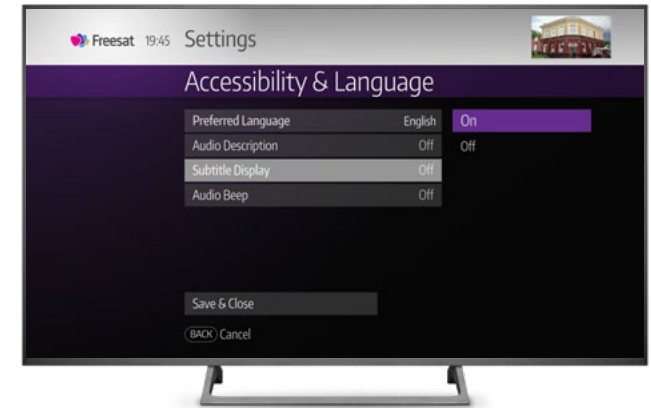 Freesat 19:45 Settings
Accessibility & Language
Preferred Language English On
Audio Description Off Off
Subtitle Display Off
Audio Beep Off
Save & Close
BACK Cancel